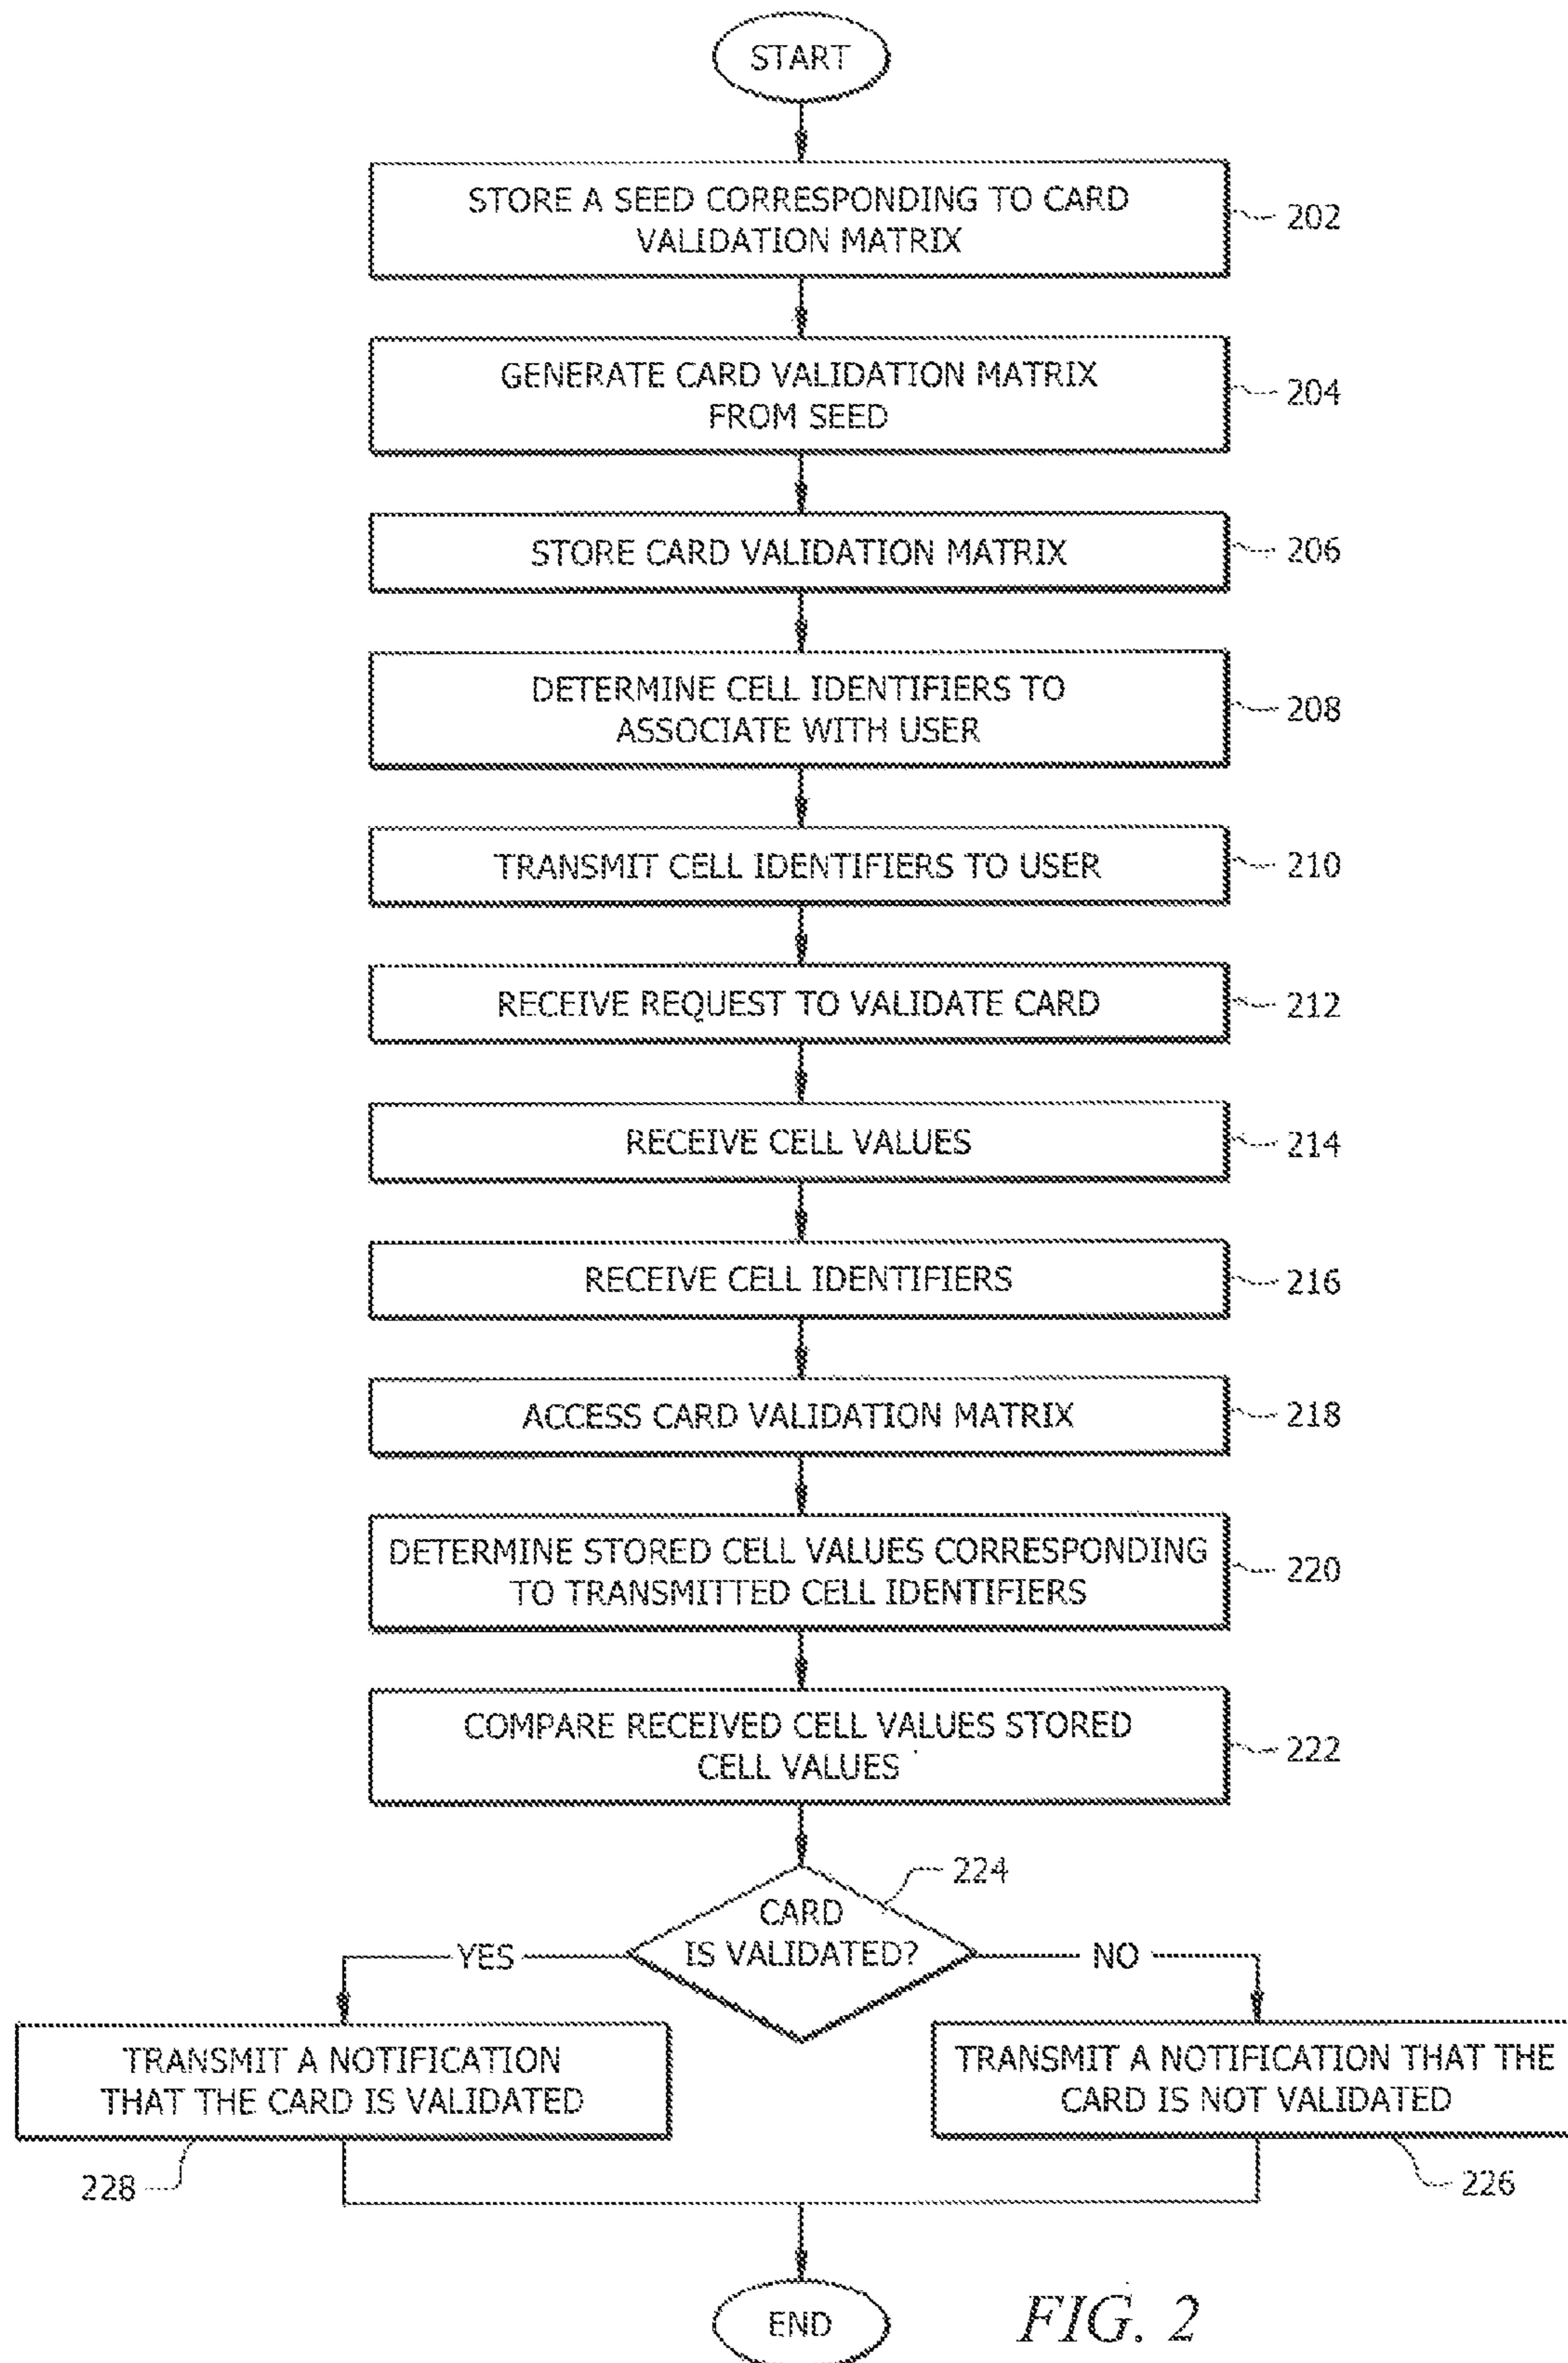 START
STORE A SEED CORRESPONDING TO CARD
VALIDATION MATRIX
202
GENERATE CARD VALIDATION MATRIX
FROM SEED
204
STORE CARD VALIDATION MATRIX
206
DETERMINE CELL IDENTIFIERS TO
ASSOCIATE WITH USER
208
TRANSMIT CELL IDENTIFIERS TO USER
210
RECEIVE REQUEST TO VALIDATE CARD
212
RECEIVE CELL VALUES
214
RECEIVE CELL IDENTIFIERS
216
ACCESS CARD VALIDATION MATRIX
218
DETERMINE STORED CELL VALUES CORRESPONDING
TO TRANSMITTED CELL IDENTIFIERS
220
COMPARE RECEIVED CELL VALUES STORED
CELL VALUES
222
224
CARD
IS VALIDATED?
YES
NO
TRANSMIT A NOTIFICATION
THAT THE CARD IS VALIDATED
228
TRANSMIT A NOTIFICATION THAT THE
CARD IS NOT VALIDATED
226
END
FIG. 2